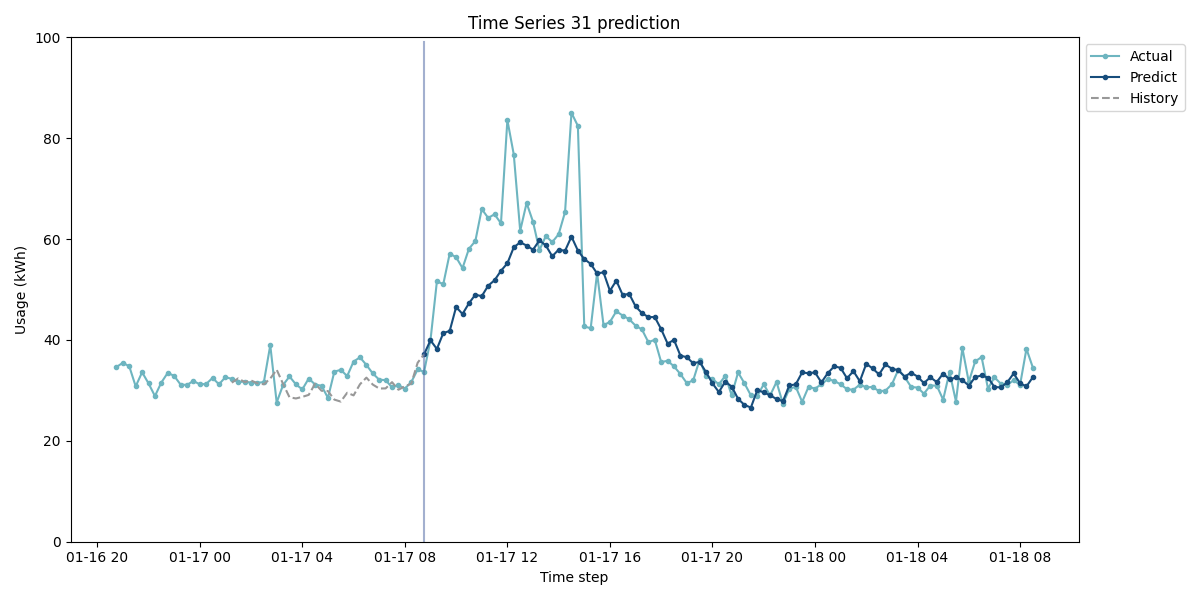 Time Series 31 prediction
100
80
60
40
20
0
Usage (kWh)
01-16 20
01-17 00
01-17 04
01-17 08
01-17 12
01-17 16
01-17 20
01-18 00
01-18 04
01-18 08
Time step
Actual
Predict
History